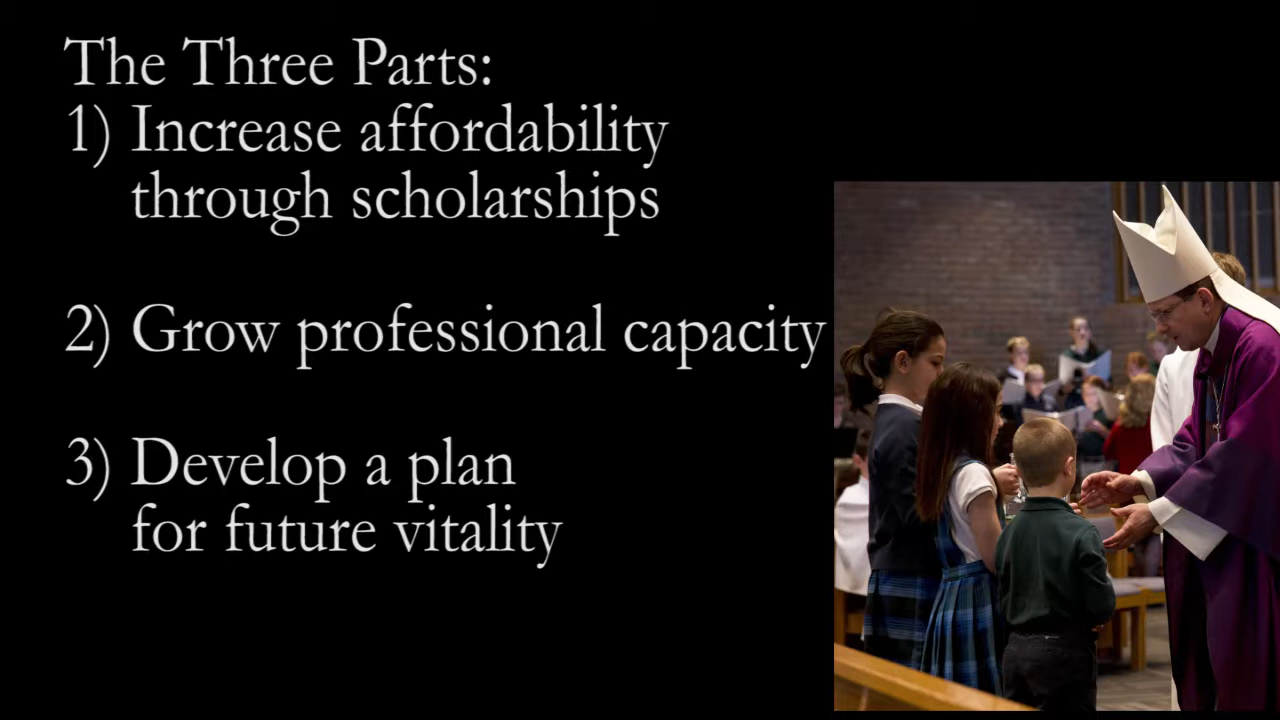 The Three Parts:
1) Increase affordability
through scholarships
2) Grow professional capacity
3) Develop a plan
for future vitality